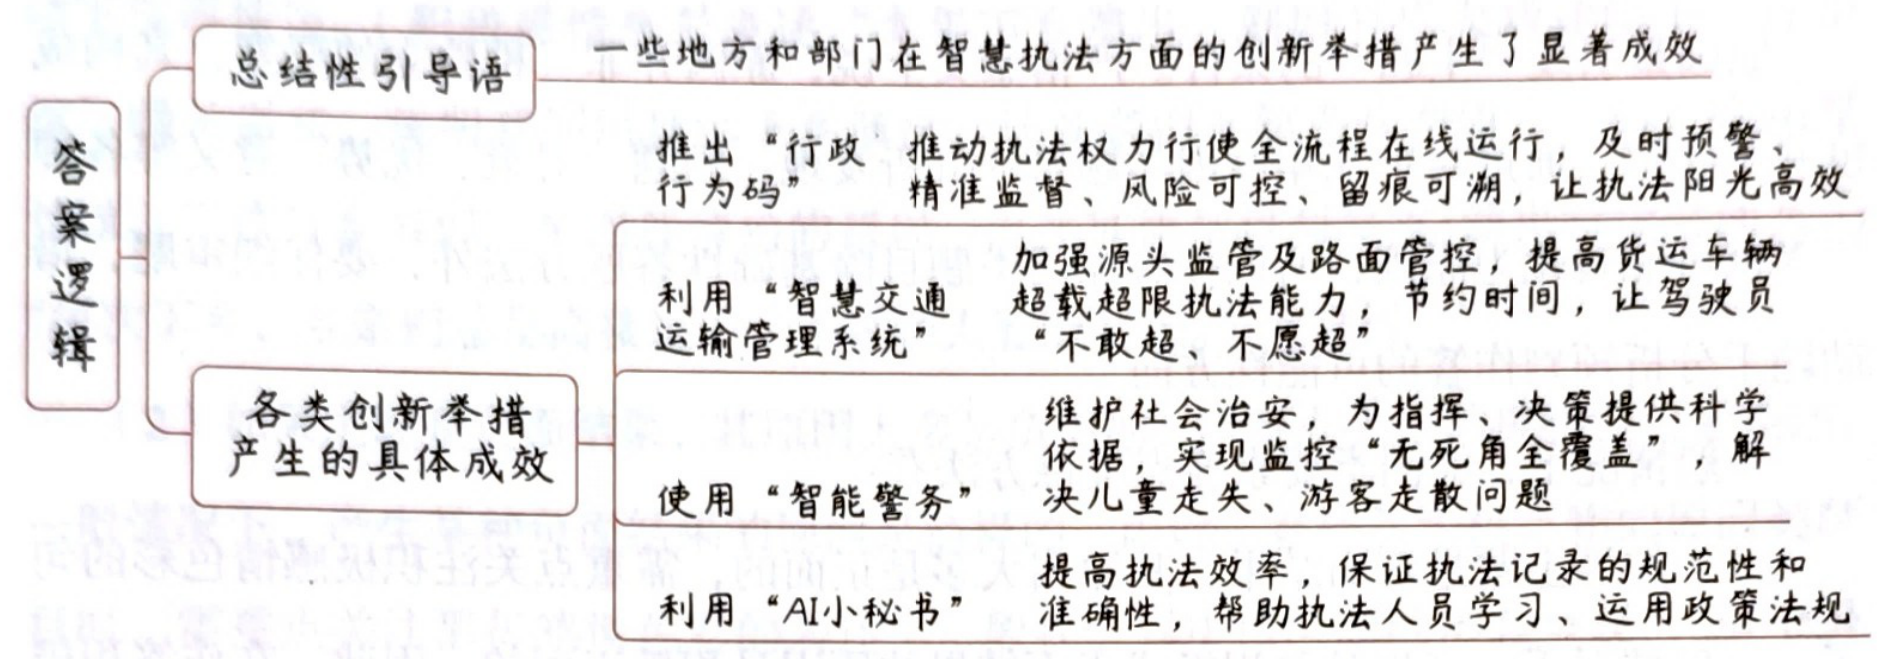 答案逻辑
总结性引导语
一些地方和部门在智慧执法方面的创新举措产生了显著成效
各类创新举措
产生的具体成效
推出“行政
行为码”
推动执法权力行使全流程在线运行，及时预警、
精准监督、风险可控、留痕可溯，让执法阳光高效
利用“智慧交通
运输管理系统”
加强源头监管及路面管控，提高货运车辆
超载超限执法能力，节约时间，让驾驶员
“不敢超、不愿超”
使用“智能警务”
维护社会治安，为指挥、决策提供科学
依据，实现监控“无死角全覆盖”，解
决儿童走失、游客走散问题
利用“AI小秘书”
提高执法效率，保证执法记录的规范性和
准确性，帮助执法人员学习、运用政策法规